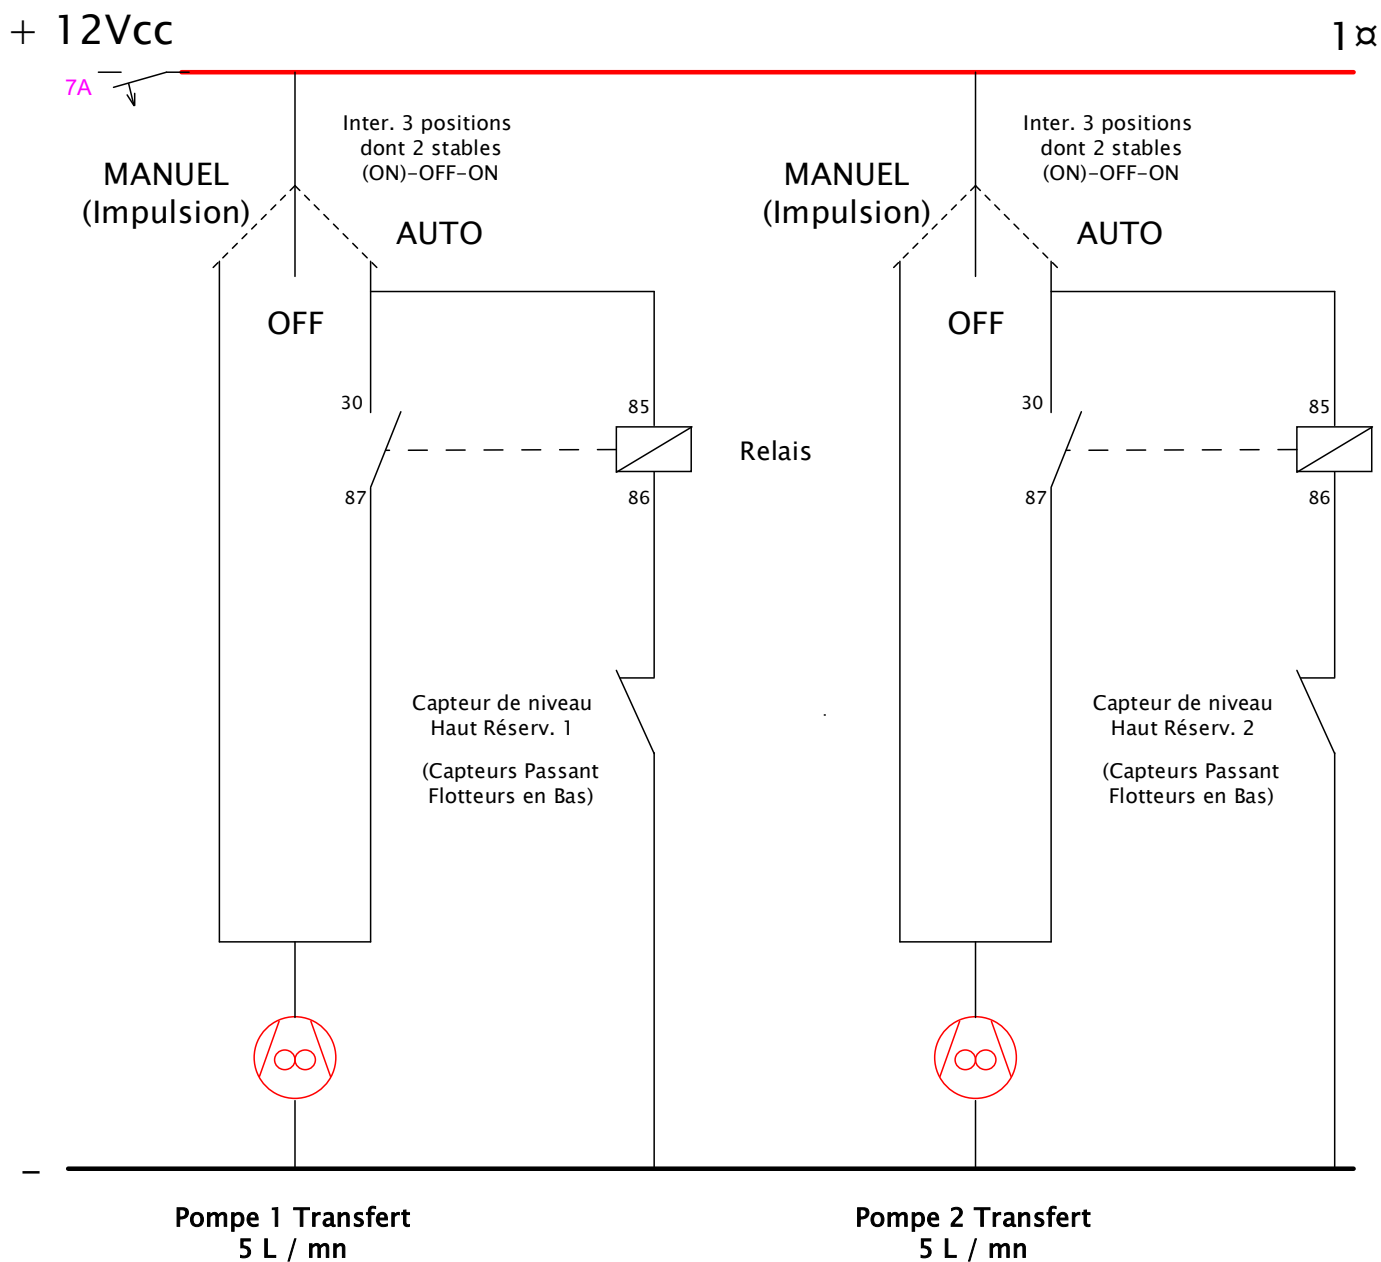 + 12Vcc
1¤
7A
Inter. 3 positions
dont 2 stables
(ON)-OFF-ON
MANUEL
(Impulsion)
AUTO
OFF
30
85
Relais
87
86
Capteur de niveau
Haut Réserv. 1
(Capteurs Passant
Flotteurs en Bas)
Inter. 3 positions
dont 2 stables
(ON)-OFF-ON
MANUEL
(Impulsion)
AUTO
OFF
30
85
87
86
Capteur de niveau
Haut Réserv. 2
(Capteurs Passant
Flotteurs en Bas)
–
Pompe 1 Transfert
5 L / mn
Pompe 2 Transfert
5 L / mn